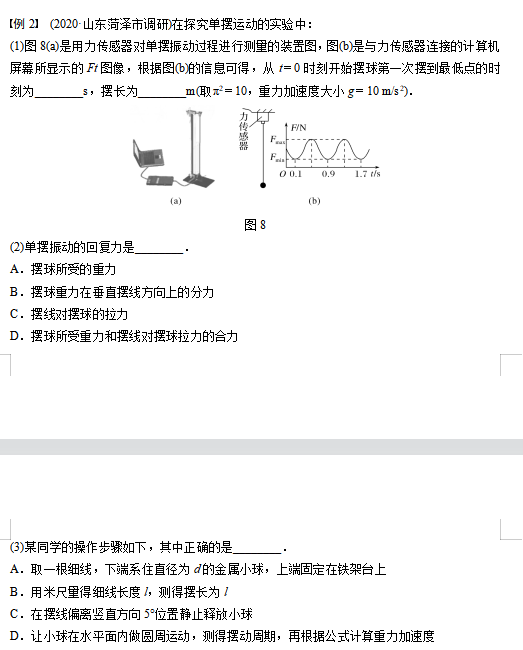 【例 2】 (2020·山东菏泽市调研)在探究单摆运动的实验中：
(1)图 8(a)是用力传感器对单摆振动过程进行测量的装置图，图(b)是与力传感器连接的计算机
屏幕所显示的 Ft 图像，根据图(b)的信息可得，从 t＝0 时刻开始摆球第一次摆到最低点的时
刻为________s，摆长为________m(取 π²＝10，重力加速度大小 g＝10 m/s²)．
力传感器
F/N
Fmax
Fmin
O 0.1 0.9 1.7 t/s
(a) (b)
图 8
(2)单摆振动的回复力是________．
A．摆球所受的重力
B．摆球重力在垂直摆线方向上的分力
C．摆线对摆球的拉力
D．摆球所受重力和摆线对摆球拉力的合力
(3)某同学的操作步骤如下，其中正确的是________．
A．取一根细线，下端系住直径为 d 的金属小球，上端固定在铁架台上
B．用米尺量得细线长度 l，测得摆长为 l
C．在摆线偏离竖直方向 5°位置静止释放小球
D．让小球在水平面内做圆周运动，测得摆动周期，再根据公式计算重力加速度